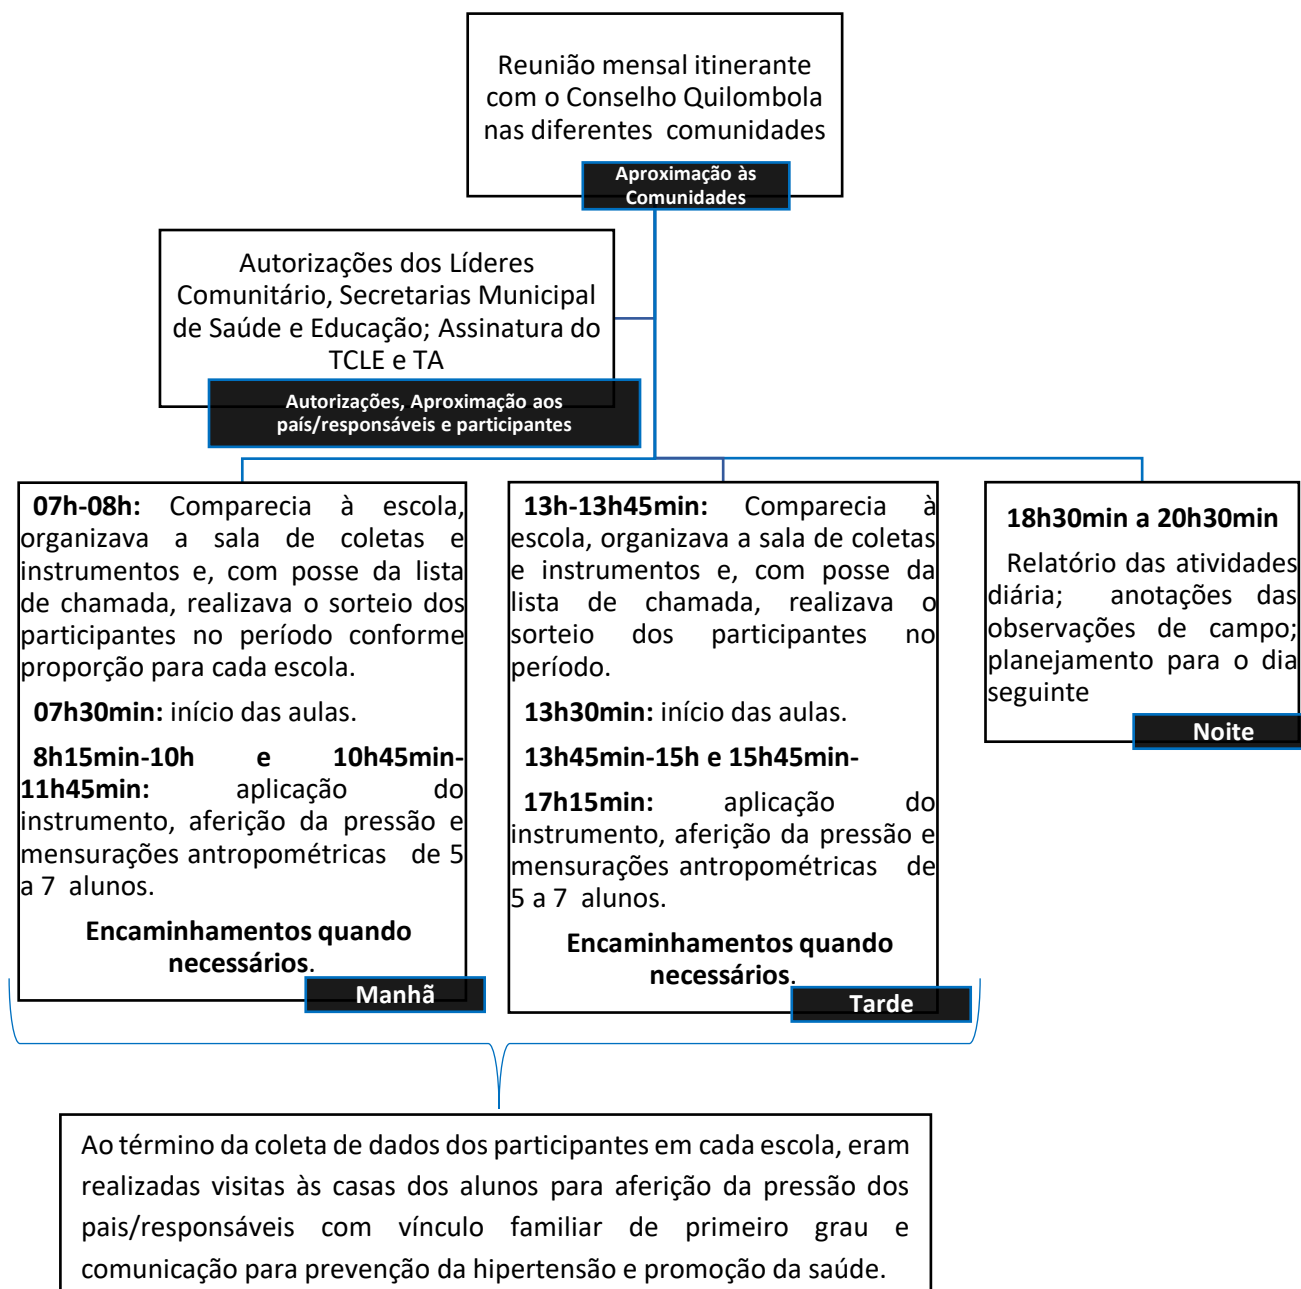 Reunião mensal itinerante
com o Conselho Quilombola
nas diferentes comunidades
Aproximação às
Comunidades
Autorizações dos Líderes
Comunitário, Secretarias Municipal
de Saúde e Educação; Assinatura do
TCLE e TA
Autorizações, Aproximação aos
país/responsáveis e participantes
07h-08h: Comparecia à escola,
organizava a sala de coletas e
instrumentos e, com posse da lista
de chamada, realizava o sorteio dos
participantes no período conforme
proporção para cada escola.
07h30min: início das aulas.
8h15min-10h e 10h45min-
11h45min: aplicação do
instrumento, aferição da pressão e
mensurações antropométricas de 5
a 7 alunos.
Encaminhamentos quando
necessários.
Manhã
13h-13h45min: Comparecia à
escola, organizava a sala de coletas
e instrumentos e, com posse da
lista de chamada, realizava o
sorteio dos participantes no
período.
13h30min: início das aulas.
13h45min-15h e 15h45min-
17h15min: aplicação do
instrumento, aferição da pressão e
mensurações antropométricas de
5 a 7 alunos.
Encaminhamentos quando
necessários.
Tarde
18h30min a 20h30min
Relatório das atividades
diária; anotações das
observações de campo;
planejamento para o dia
seguinte
Noite
Ao término da coleta de dados dos participantes em cada escola, eram
realizadas visitas às casas dos alunos para aferição da pressão dos
pais/responsáveis com vínculo familiar de primeiro grau e
comunicação para prevenção da hipertensão e promoção da saúde.